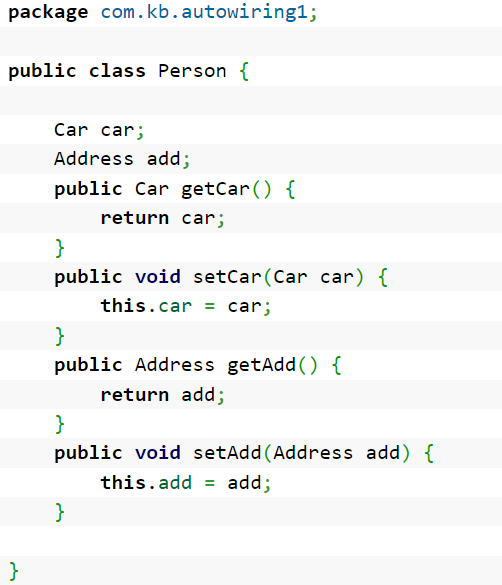 package com.kb.autowiring1;
public class Person {
Car car;
Address add;
public Car getCar() {
return car;
}
public void setCar(Car car) {
this.car = car;
}
public Address getAdd() {
return add;
}
public void setAdd(Address add) {
this.add = add;
}
}